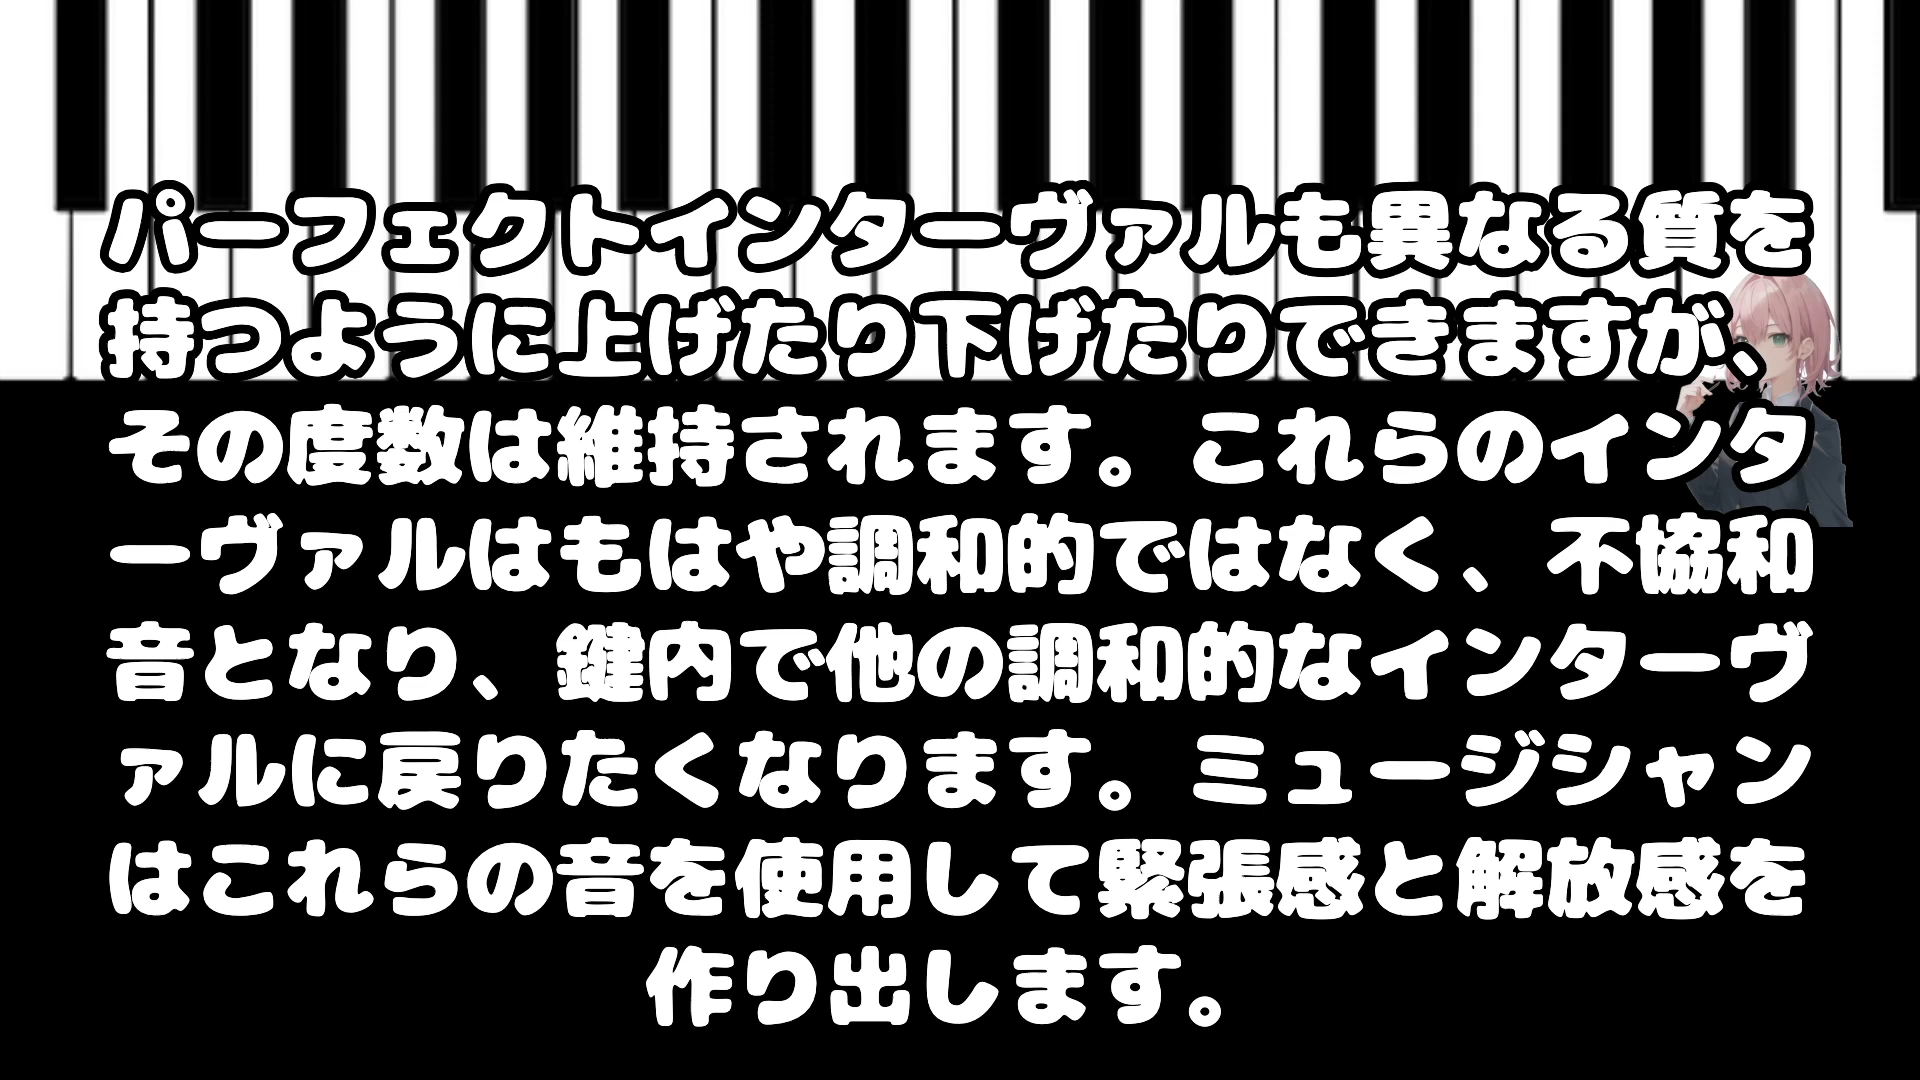 パーフェクトインターヴァルも異なる質を
持つように上げたり下げたりできますが、
その度数は維持されます。これらのインタ
ーヴァルはもはや調和的ではなく、不協和
音となり、鍵内で他の調和的なインターヴ
ァルに戻りたくなります。ミュージシャン
はこれらの音を使用して緊張感と解放感を
作り出します。